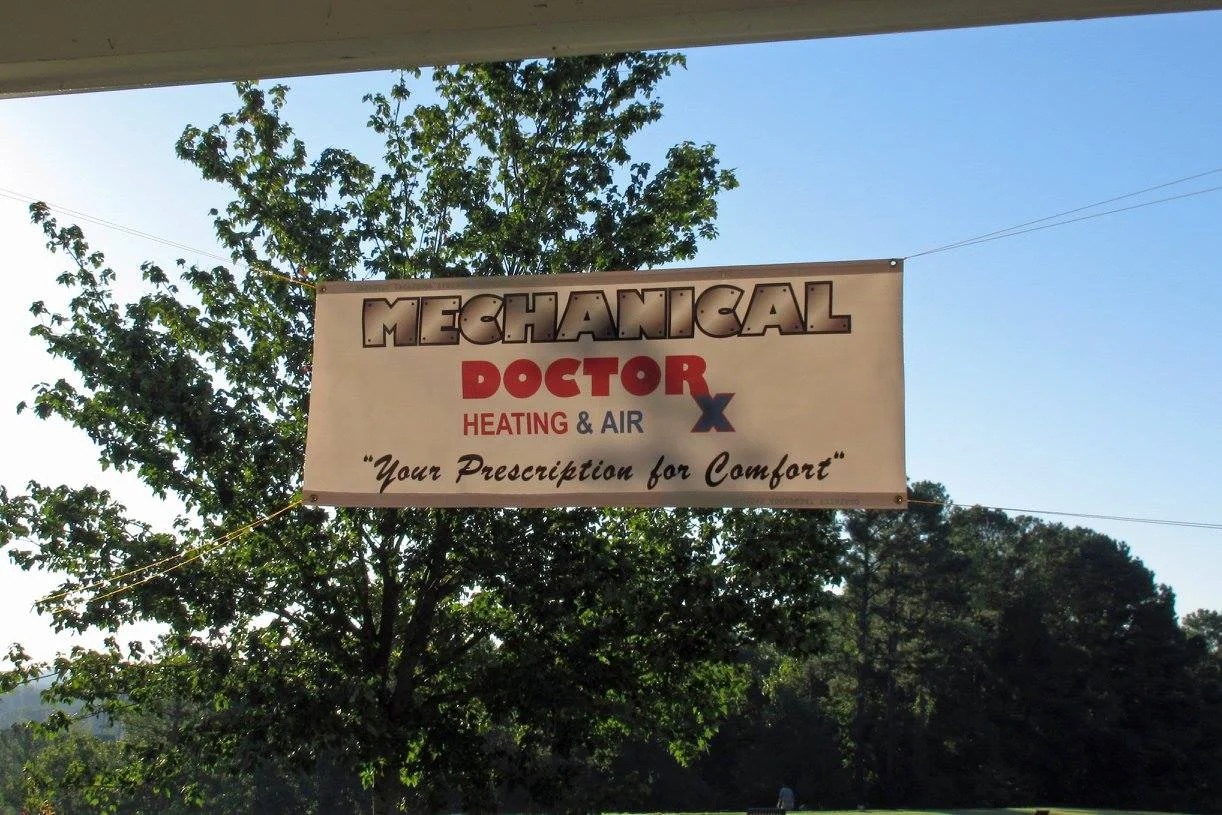 MECHANICAL
DOCTOR
X
HEATING & AIR
"Your Prescription for Comfort"